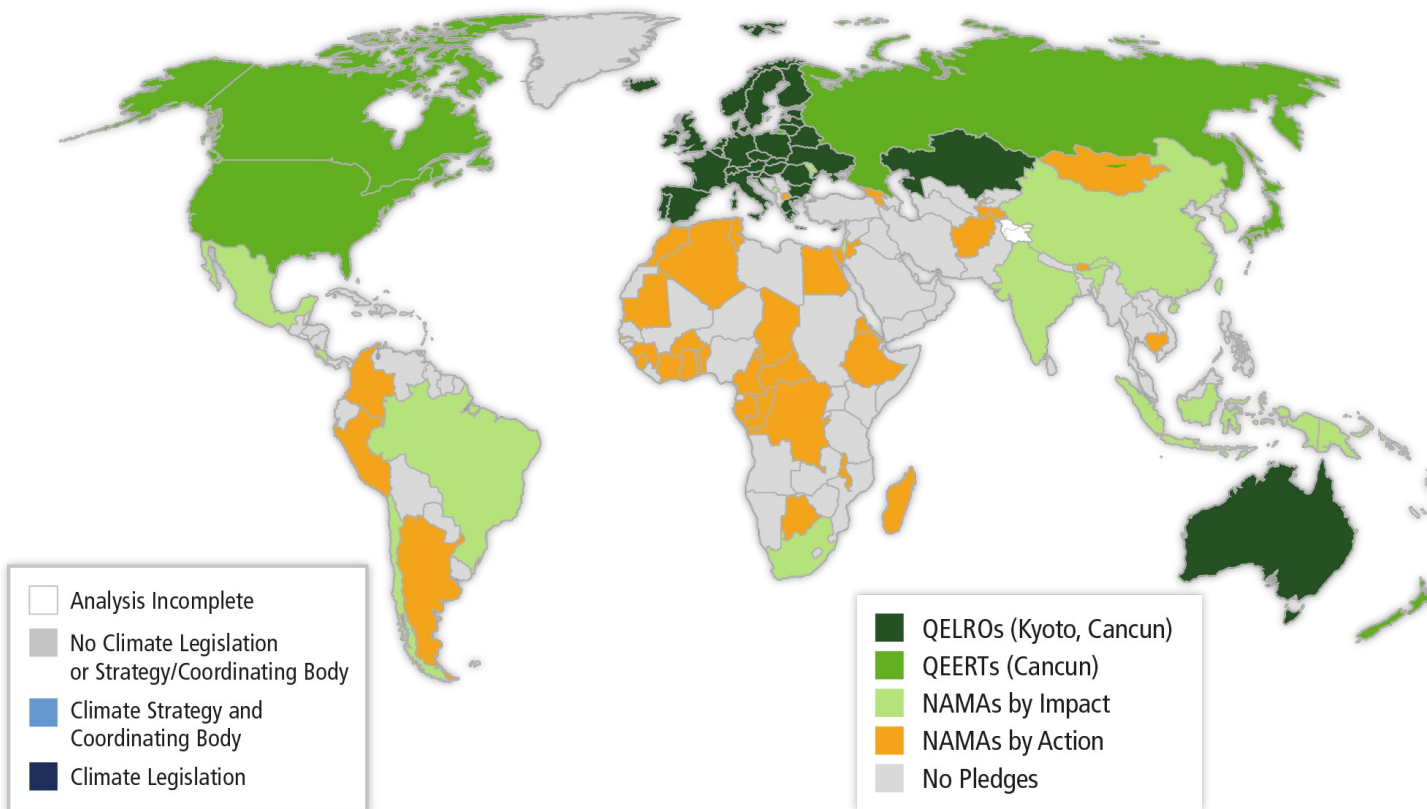 Analysis Incomplete
No Climate Legislation
or Strategy/Coordinating Body
Climate Strategy and
Coordinating Body
Climate Legislation
QELROs (Kyoto, Cancun)
QEERTs (Cancun)
NAMAs by Impact
NAMAs by Action
No Pledges